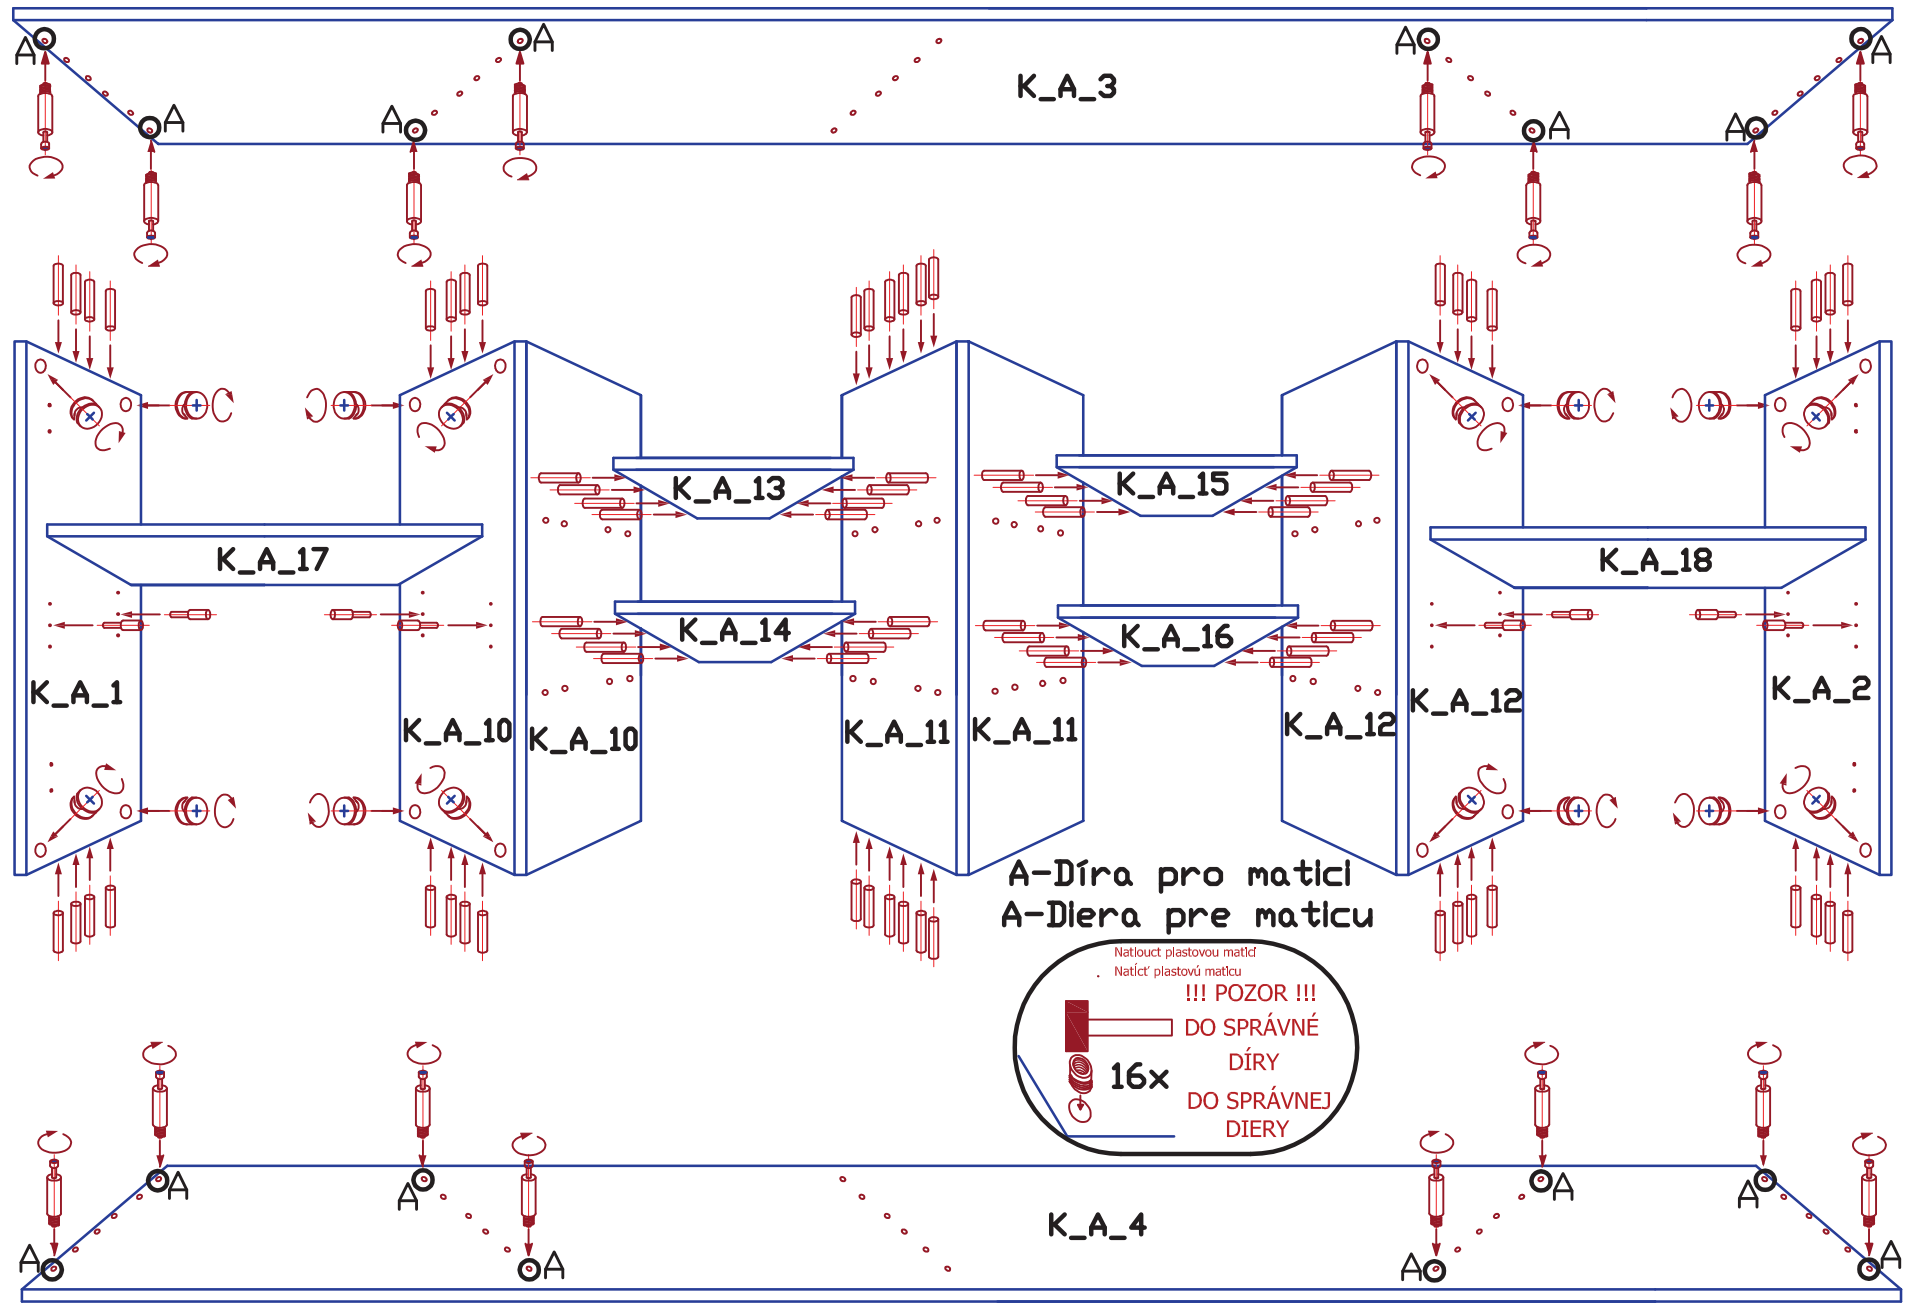 A A A A
K_A_3
A A A A
K_A_13
K_A_15
K_A_17
K_A_18
K_A_14
K_A_16
K_A_1
K_A_10
K_A_10
K_A_11
K_A_11
K_A_12
K_A_12
K_A_2
A-Díra pro matici
A-Diera pre maticu
Natlouct plastovou matici
Natĺcť plastovú maticu
!!! POZOR !!!
DO SPRÁVNÉ
DÍRY
16x
DO SPRÁVNEJ
DIERY
A A A A
K_A_4
A A A A